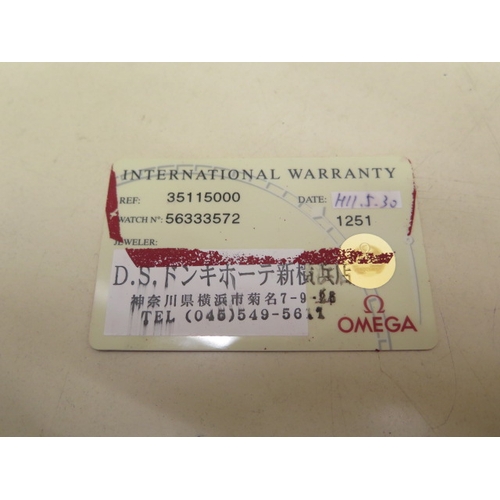 INTERNATIONAL WARRANTY
REF: 35115000 DATE: H11.5.30
WATCH Nº: 56333572 1251
JEWELER:
D.S.ドンキホーテ新横浜店
神奈川県横浜市菊名7-9-
TEL (045)549-5611
Ω
OMEGA